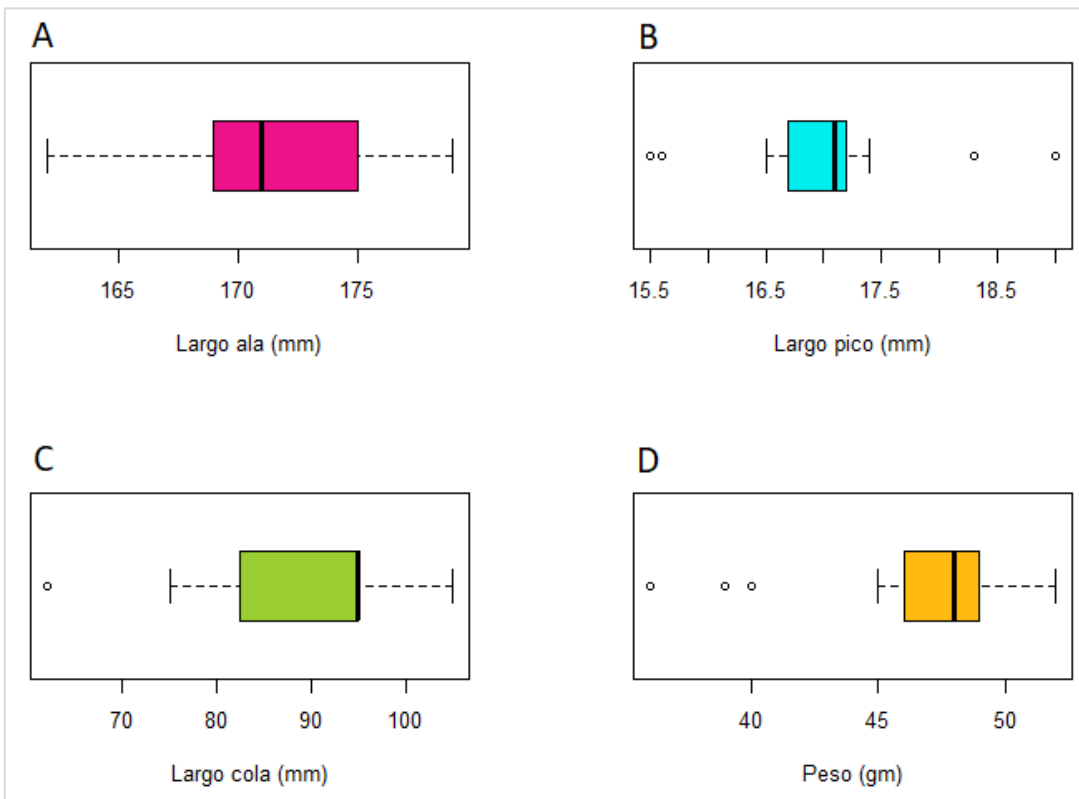 A
165 170 175
Largo ala (mm)
B
15.5 16.5 17.5 18.5
Largo pico (mm)
C
70 80 90 100
Largo cola (mm)
D
40 45 50
Peso (gm)